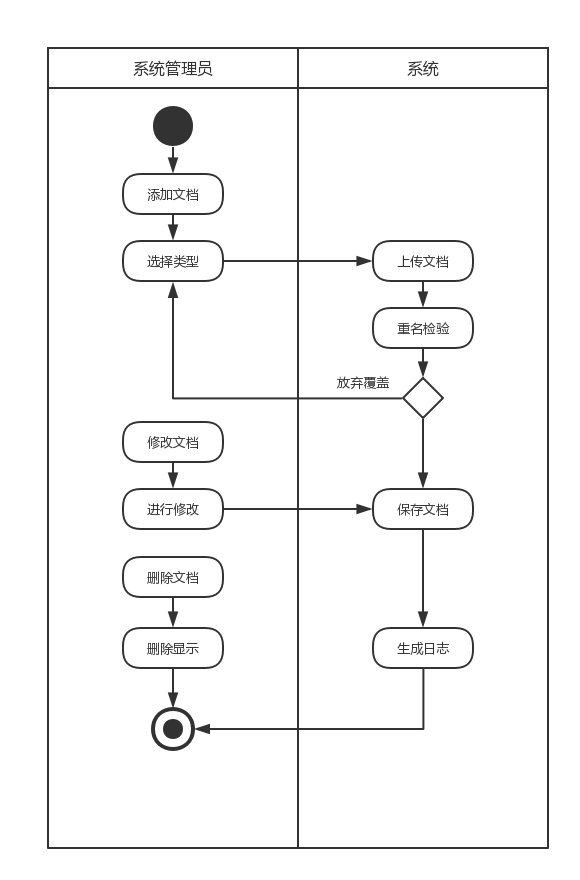 系统管理员
系统
添加文档
选择类型
上传文档
重名检验
放弃覆盖
修改文档
进行修改
保存文档
删除文档
删除显示
生成日志